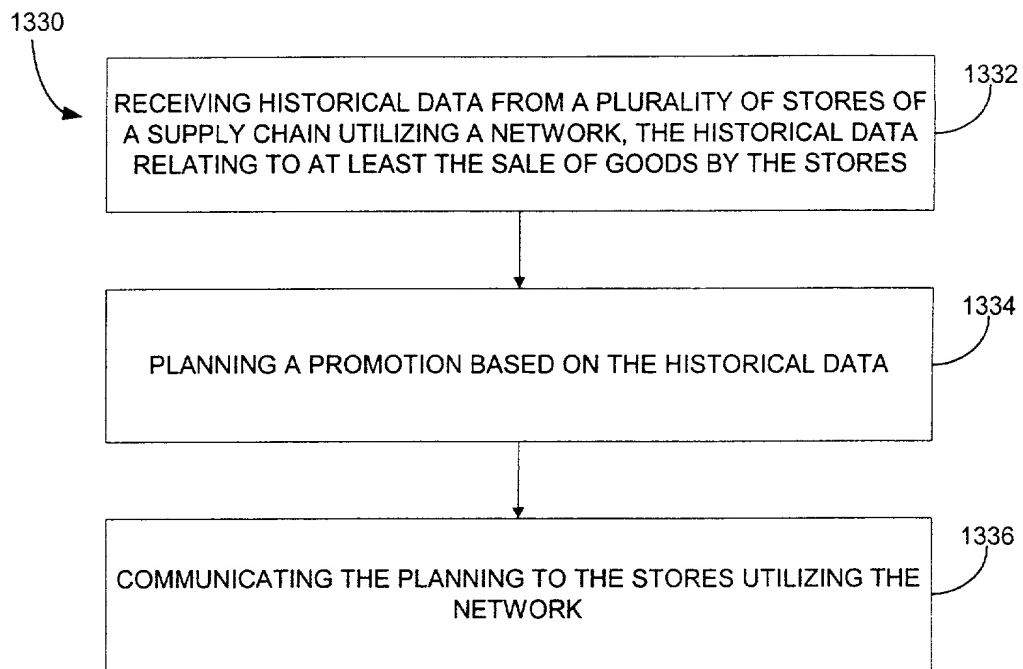 1330
1332
RECEIVING HISTORICAL DATA FROM A PLURALITY OF STORES OF
A SUPPLY CHAIN UTILIZING A NETWORK, THE HISTORICAL DATA
RELATING TO AT LEAST THE SALE OF GOODS BY THE STORES
1334
PLANNING A PROMOTION BASED ON THE HISTORICAL DATA
1336
COMMUNICATING THE PLANNING TO THE STORES UTILIZING THE
NETWORK